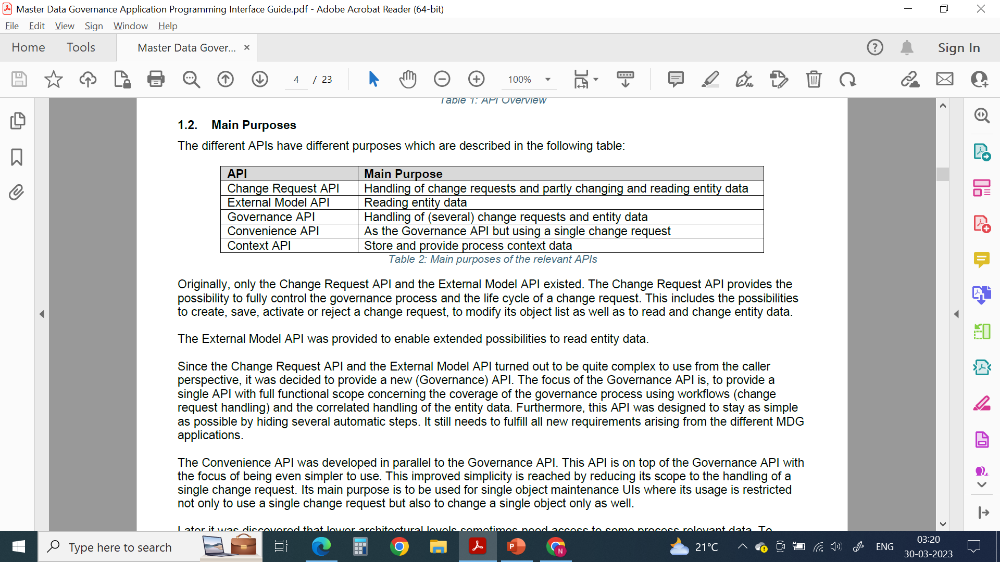 Master Data Governance Application Programming Interface Guide.pdf - Adobe Acrobat Reader (64-bit)
File Edit View Sign Window Help
Home Tools Master Data Gover... × Sign In
4 / 23 100%
Table 1: API Overview
1.2. Main Purposes
The different APIs have different purposes which are described in the following table:
API Main Purpose
Change Request API Handling of change requests and partly changing and reading entity data
External Model API Reading entity data
Governance API Handling of (several) change requests and entity data
Convenience API As the Governance API but using a single change request
Context API Store and provide process context data
Table 2: Main purposes of the relevant APIs
Originally, only the Change Request API and the External Model API existed. The Change Request API provides the
possibility to fully control the governance process and the life cycle of a change request. This includes the possibilities
to create, save, activate or reject a change request, to modify its object list as well as to read and change entity data.
The External Model API was provided to enable extended possibilities to read entity data.
Since the Change Request API and the External Model API turned out to be quite complex to use from the caller
perspective, it was decided to provide a new (Governance) API. The focus of the Governance API is, to provide a
single API with full functional scope concerning the coverage of the governance process using workflows (change
request handling) and the correlated handling of the entity data. Furthermore, this API was designed to stay as simple
as possible by hiding several automatic steps. It still needs to fulfill all new requirements arising from the different MDG
applications.
The Convenience API was developed in parallel to the Governance API. This API is on top of the Governance API with
the focus of being even simpler to use. This improved simplicity is reached by reducing its scope to the handling of a
single change request. Its main purpose is to be used for single object maintenance UIs where its usage is restricted
not only to use a single change request but also to change a single object only as well.
Later it was discovered that lower architectural levels sometimes need access to some process relevant data. To
Type here to search
21°C
ENG
03:20
30-03-2023